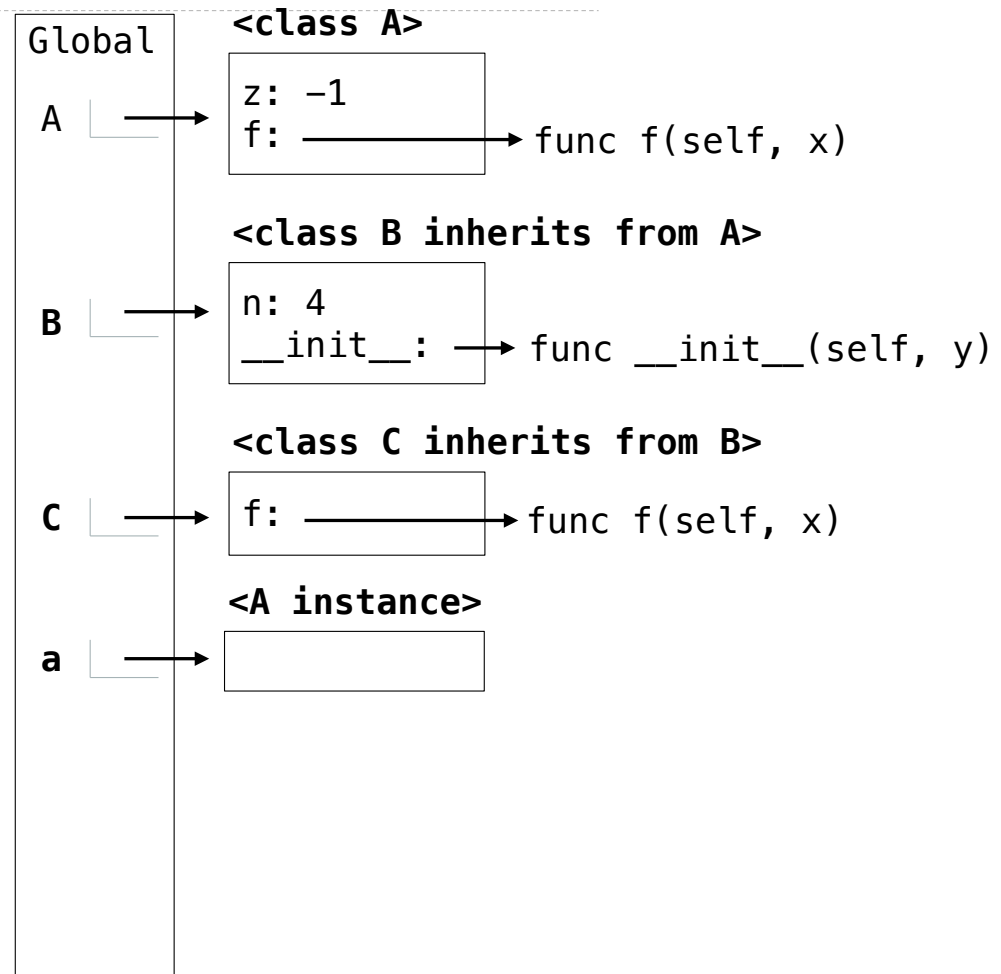 <class A>
Global
A
z: −1
f:
func f(self, x)
<class B inherits from A>
B
n: 4
__init__:
func __init__(self, y)
<class C inherits from B>
C
f:
func f(self, x)
<A instance>
a